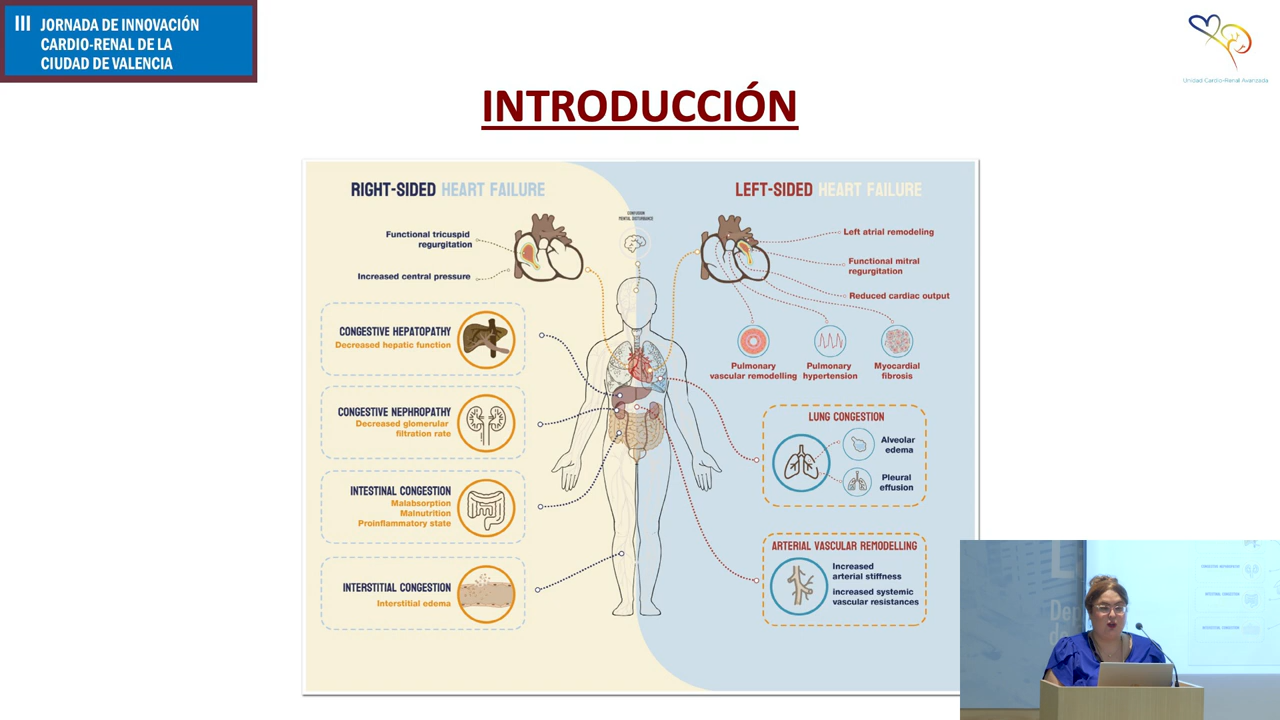 III JORNADA DE INNOVACIÓN
CARDIO-RENAL DE LA
CIUDAD DE VALENCIA
Unidad Cardio-Renal Avanzada
INTRODUCCIÓN
RIGHT-SIDED HEART FAILURE
Functional tricuspid
regurgitation
Increased central pressure
CONGESTIVE HEPATOPATHY
Decreased hepatic function
CONGESTIVE NEPHROPATHY
Decreased glomerular
filtration rate
INTESTINAL CONGESTION
Malabsorption
Malnutrition
Proinflammatory state
INTERSTITIAL CONGESTION
Interstitial edema
CONFUSION
MENTAL DISTURBANCE
LEFT-SIDED HEART FAILURE
Left atrial remodeling
Functional mitral
regurgitation
Reduced cardiac output
Pulmonary
vascular remodelling
Pulmonary
hypertension
Myocardial
fibrosis
LUNG CONGESTION
Alveolar
edema
Pleural
effusion
ARTERIAL VASCULAR REMODELLING
Increased
arterial stiffness
increased systemic
vascular resistances